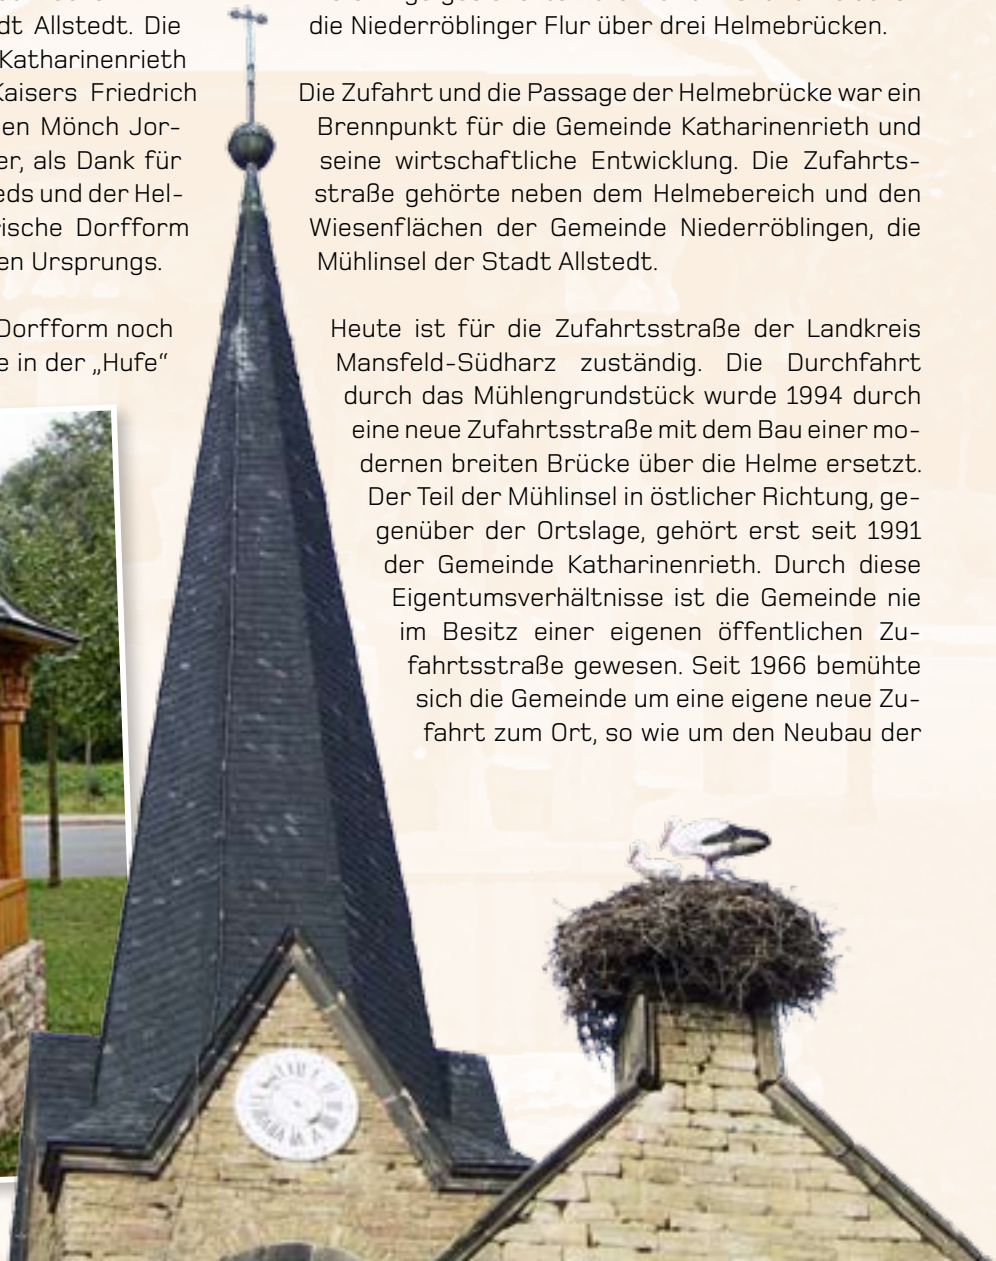 dt Allstedt. Die
Katharinenrieth
Kaisers Friedrich
en Mönch Jor-
er, als Dank für
eds und der Hel-
rische Dorfform
en Ursprungs.
Dorfform noch
e in der „Hufe“
die Niederröblinger Flur über drei Helmebrücken.
Die Zufahrt und die Passage der Helmebrücke war ein
Brennpunkt für die Gemeinde Katharinenrieth und
seine wirtschaftliche Entwicklung. Die Zufahrts-
straße gehörte neben dem Helmebereich und den
Wiesenflächen der Gemeinde Niederröblingen, die
Mühlinsel der Stadt Allstedt.
Heute ist für die Zufahrtsstraße der Landkreis
Mansfeld-Südharz zuständig. Die Durchfahrt
durch das Mühlengrundstück wurde 1994 durch
eine neue Zufahrtsstraße mit dem Bau einer mo-
dernen breiten Brücke über die Helme ersetzt.
Der Teil der Mühlinsel in östlicher Richtung, ge-
genüber der Ortslage, gehört erst seit 1991
der Gemeinde Katharinenrieth. Durch diese
Eigentumsverhältnisse ist die Gemeinde nie
im Besitz einer eigenen öffentlichen Zu-
fahrtsstraße gewesen. Seit 1966 bemühte
sich die Gemeinde um eine eigene neue Zu-
fahrt zum Ort, so wie um den Neubau der